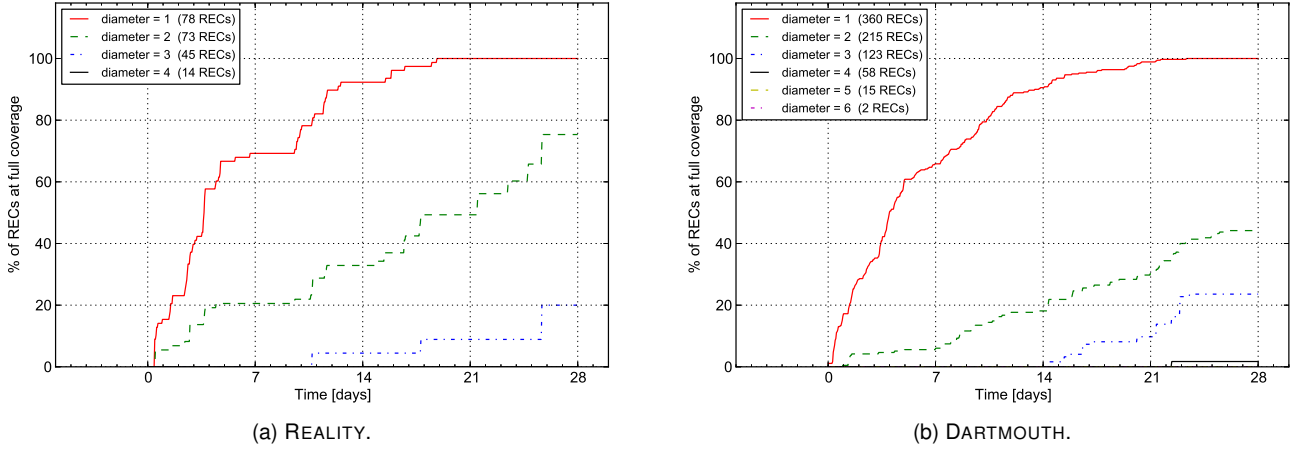 diameter = 1 (78 RECs)
diameter = 2 (73 RECs)
diameter = 3 (45 RECs)
diameter = 4 (14 RECs)
% of RECs at full coverage
100
80
60
40
20
0
0 7 14 21 28
Time [days]
(a) REALITY.
diameter = 1 (360 RECs)
diameter = 2 (215 RECs)
diameter = 3 (123 RECs)
diameter = 4 (58 RECs)
diameter = 5 (15 RECs)
diameter = 6 (2 RECs)
% of RECs at full coverage
100
80
60
40
20
0
0 7 14 21 28
Time [days]
(b) DARTMOUTH.